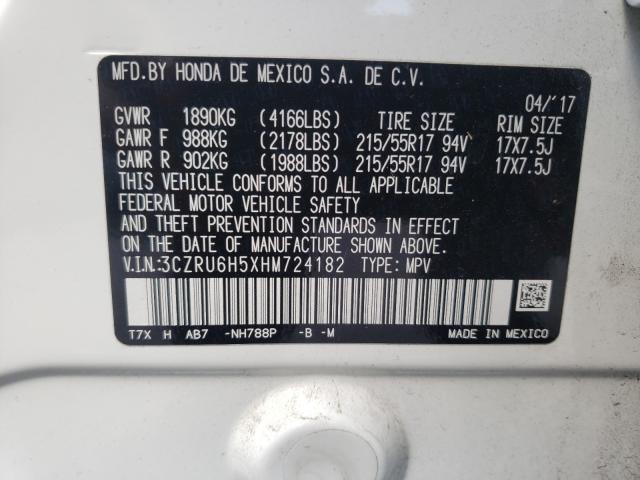 MFD.BY HONDA DE MEXICO S.A. DE C.V.
04/'17
GVWR 1890KG (4166LBS) TIRE SIZE RIM SIZE
GAWR F 988KG (2178LBS) 215/55R17 94V 17X7.5J
GAWR R 902KG (1988LBS) 215/55R17 94V 17X7.5J
THIS VEHICLE CONFORMS TO ALL APPLICABLE
FEDERAL MOTOR VEHICLE SAFETY
AND THEFT PREVENTION STANDARDS IN EFFECT
ON THE DATE OF MANUFACTURE SHOWN ABOVE.
V.I.N.:3CZRU6H5XHM724182 TYPE: MPV
T7X H AB7 -NH788P -B -M MADE IN MEXICO